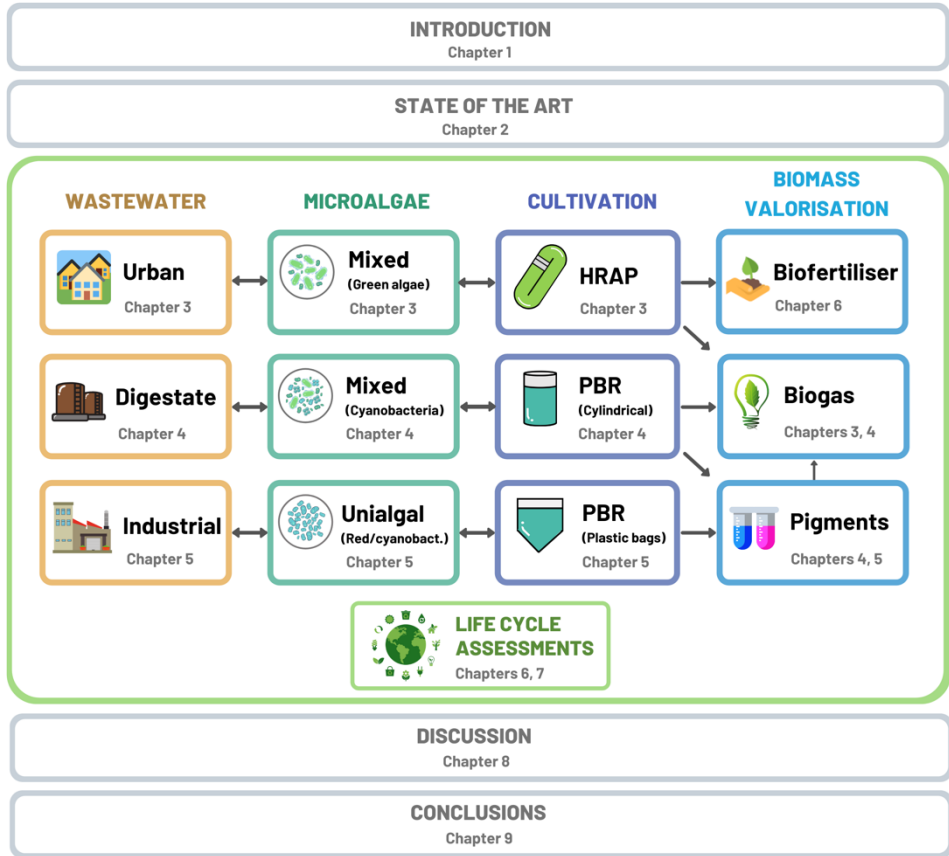 INTRODUCTION
Chapter 1
STATE OF THE ART
Chapter 2
WASTEWATER
MICROALGAE
CULTIVATION
BIOMASS
VALORISATION
Urban
Chapter 3
Mixed
(Green algae)
Chapter 3
HRAP
Chapter 3
Biofertiliser
Chapter 6
Digestate
Chapter 4
Mixed
(Cyanobacteria)
Chapter 4
PBR
(Cylindrical)
Chapter 4
Biogas
Chapters 3, 4
Industrial
Chapter 5
Unialgal
(Red/cyanobact.)
Chapter 5
PBR
(Plastic bags)
Chapter 5
Pigments
Chapters 4, 5
LIFE CYCLE
ASSESSMENTS
Chapters 6, 7
DISCUSSION
Chapter 8
CONCLUSIONS
Chapter 9